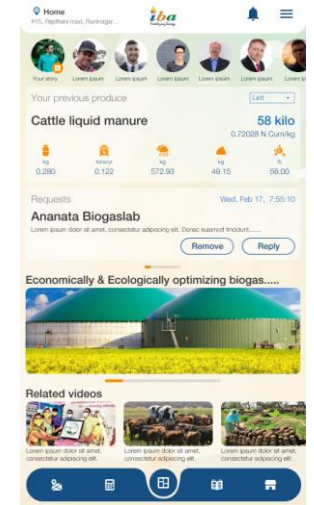 Home
#15, Rajdhani road, Ramnagar...
iba
Your story
Lorem ipsum
Lorem ipsum
Lorem ipsum
Lorem ipsum
Lorem ipsum
Lorem i
Your previous produce
Last
Cattle liquid manure
58 kilo
0.72028 N Cum/kg
kg
tons/yr
kg
kg
%
0.280
0.122
572.93
49.15
58.00
Requests
Wed, Feb 17, 7:55:10
Ananata Biogaslab
Lorem ipsum dolor sit amet, consectetur adipiscing elit. Donec euismod tincidunt.......
Remove
Reply
Economically & Ecologically optimizing biogas.....
Related videos
Lorem ipsum dolor sit amet,
consectetur adipiscing elit.
Lorem ipsum dolor sit amet,
consectetur adipiscing elit.
Lorem ipsum dolor sit amet,
consectetur adipiscing elit.